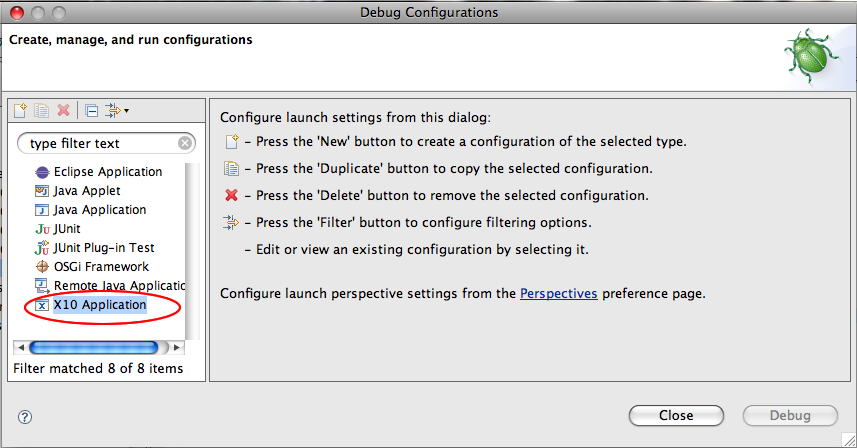 Debug Configurations
Create, manage, and run configurations
type filter text
Eclipse Application
Java Applet
Java Application
JUnit
JUnit Plug-in Test
OSGi Framework
Remote Java Applicatio
X10 Application
Filter matched 8 of 8 items
Configure launch settings from this dialog:
- Press the 'New' button to create a configuration of the selected type.
- Press the 'Duplicate' button to copy the selected configuration.
- Press the 'Delete' button to remove the selected configuration.
- Press the 'Filter' button to configure filtering options.
- Edit or view an existing configuration by selecting it.
Configure launch perspective settings from the Perspectives preference page.
?
Close
Debug